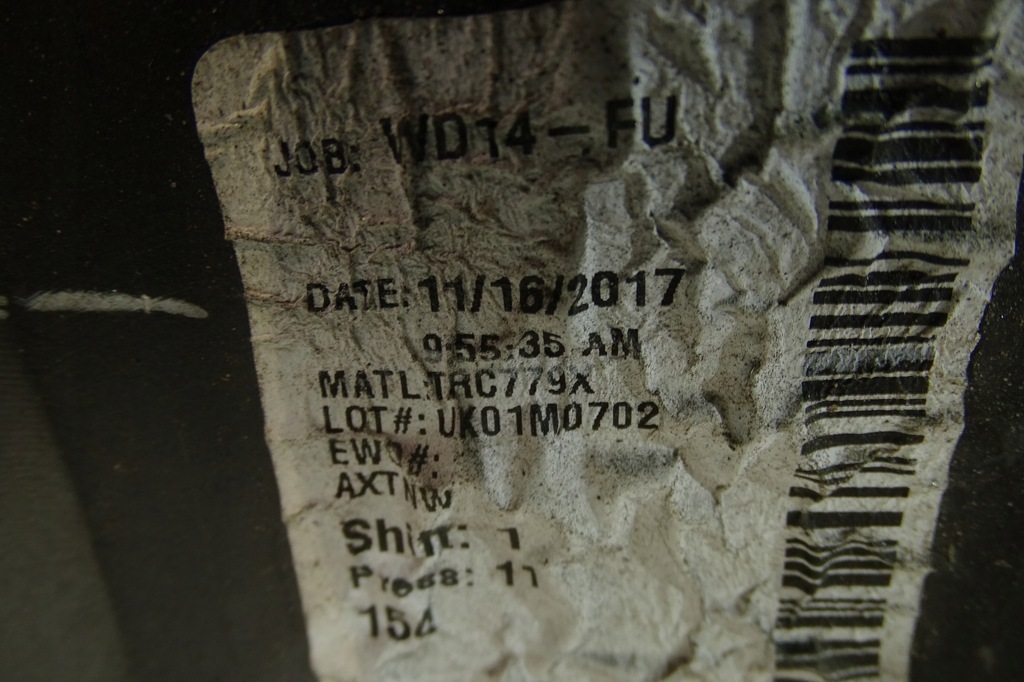 JOB: WD14-FU
DATE: 11/16/2017
9:55:35 AM
MATL:TRC779X
LOT#: UK01M0702
EWO#:
AXTNW
Shift: 1
Press: 11
154